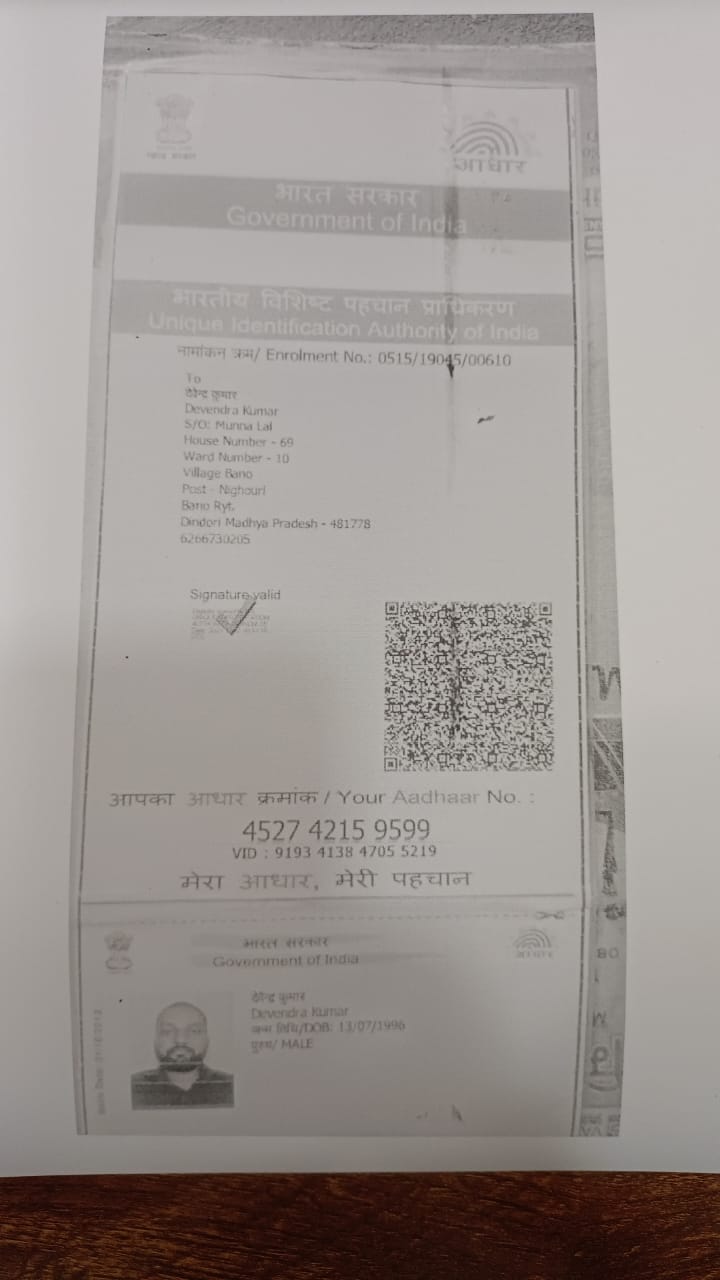 भारत सरकार
आधार
भारत सरकार
Government of India
भारतीय विशिष्ट पहचान प्राधिकरण
Unique Identification Authority of India
नामांकन क्रम/ Enrolment No.: 0515/19045/00610
To
देवेन्द्र कुमार
Devendra Kumar
S/O: Munna Lal
House Number - 69
Ward Number - 10
Village Bano
Post - Nighouri
Bano Ryt.
Dindori Madhya Pradesh - 481778
6266730205
Signature valid
आपका आधार क्रमांक / Your Aadhaar No. :
4527 4215 9599
VID : 9193 4138 4705 5219
मेरा आधार, मेरी पहचान
भारत सरकार
Government of India
आधार
देवेन्द्र कुमार
Devendra Kumar
जन्म तिथि/DOB: 13/07/1996
पुरुष/ MALE